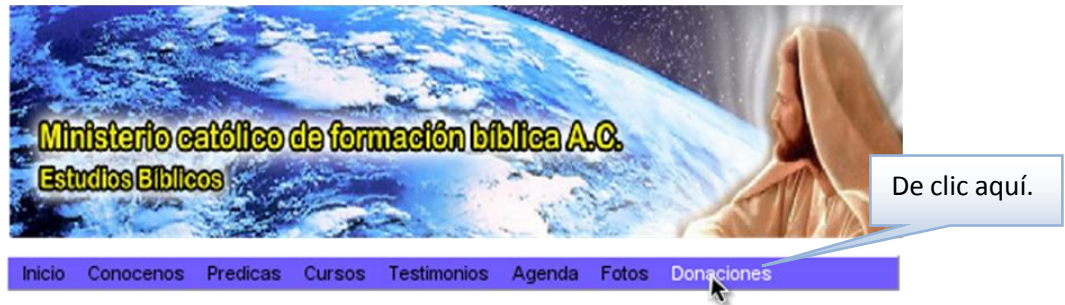 Ministerio católico de formación bíblica A.C.
Estudios Bíblicos
De clic aquí.
Inicio Conocenos Predicas Cursos Testimonios Agenda Fotos Donaciones